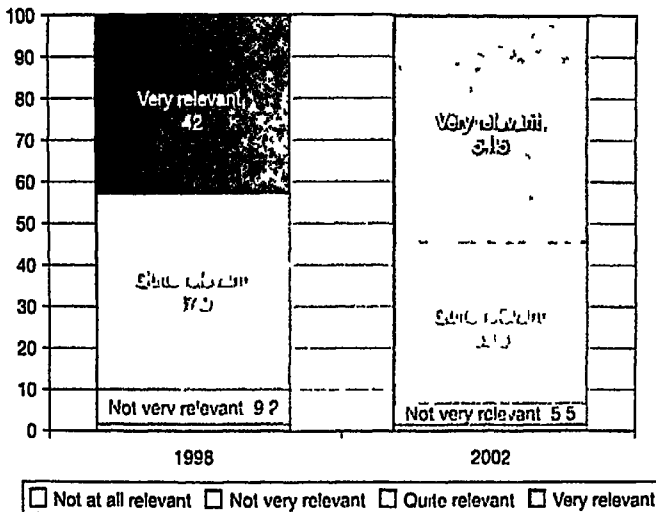 100
90
80
70
60
50
40
30
20
10
0
Very relevant,
42
Very
Not very relevant 9 2
Not very relevant 5 5
1998
2002
Not at all relevant Not very relevant Quite relevant Very relevant